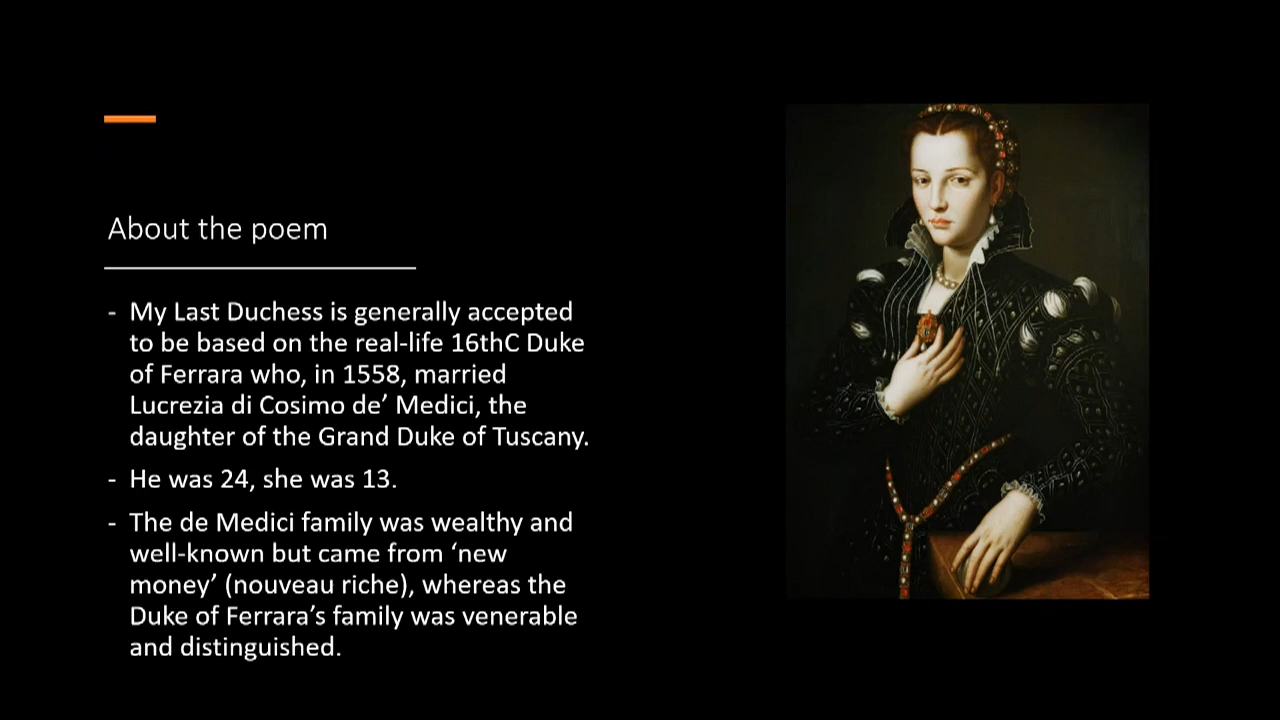 About the poem
- My Last Duchess is generally accepted
to be based on the real-life 16thC Duke
of Ferrara who, in 1558, married
Lucrezia di Cosimo de’ Medici, the
daughter of the Grand Duke of Tuscany.
- He was 24, she was 13.
- The de Medici family was wealthy and
well-known but came from ‘new
money’ (nouveau riche), whereas the
Duke of Ferrara’s family was venerable
and distinguished.